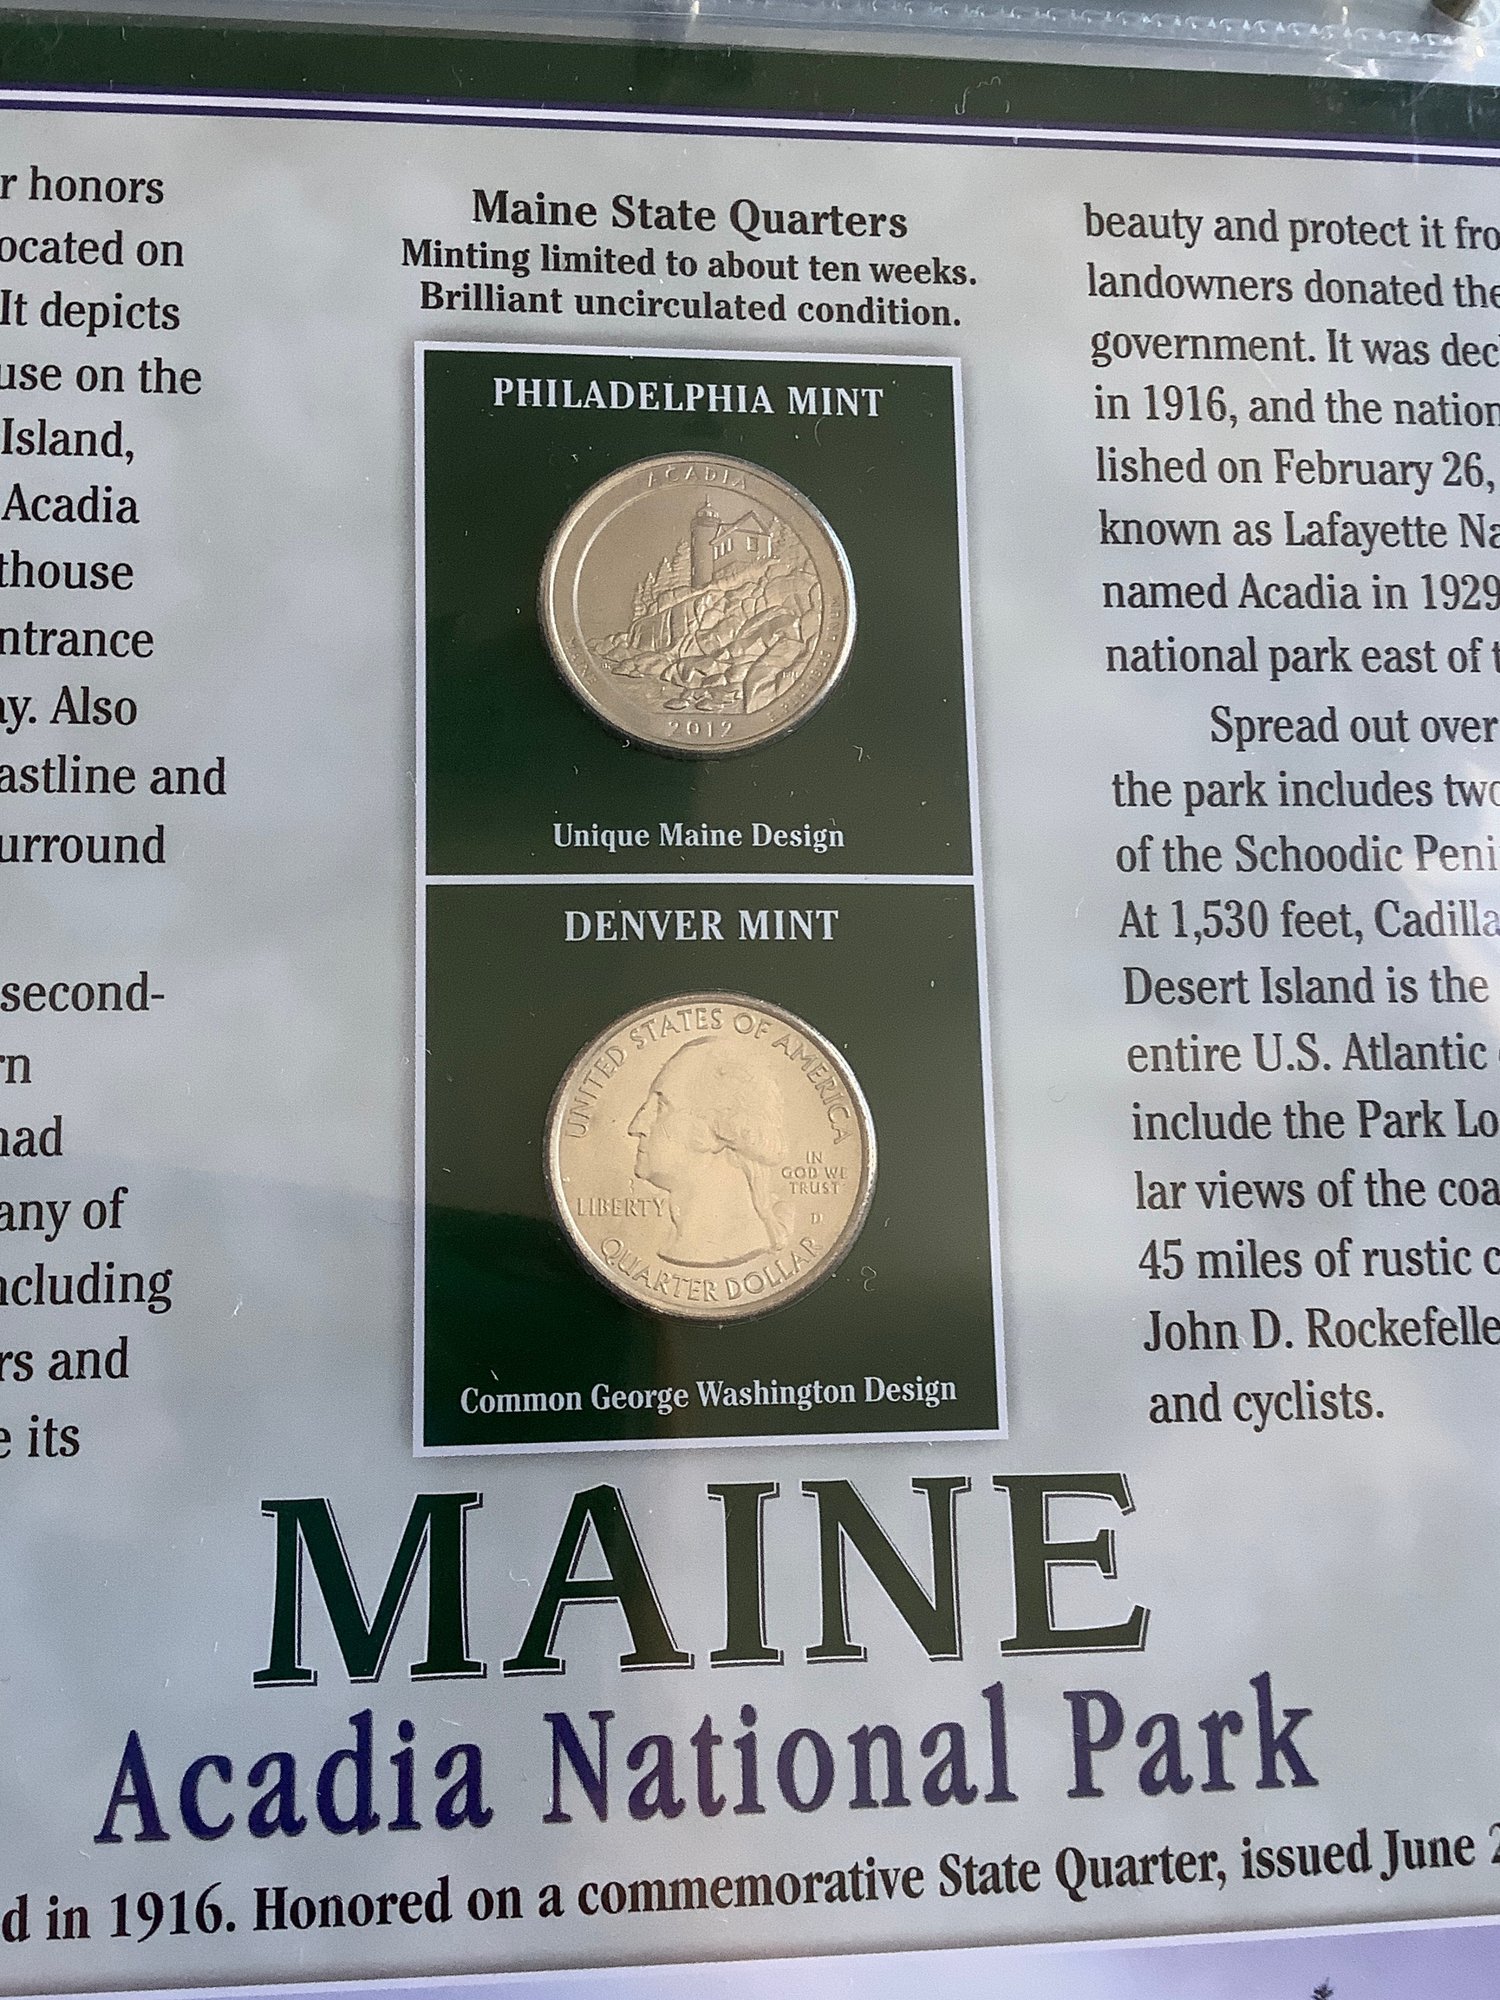 r honors
ocated on
It depicts
use on the
Island,
Acadia
thouse
ntrance
ay. Also
astline and
urround
second-
rn
had
any of
ncluding
rs and
e its
Maine State Quarters
Minting limited to about ten weeks.
Brilliant uncirculated condition.
PHILADELPHIA MINT
ACADIA
MAINE
2012
E PLURIBUS UNUM
Unique Maine Design
DENVER MINT
UNITED STATES OF AMERICA
IN
GOD WE
TRUST
LIBERTY
D
QUARTER DOLLAR
Common George Washington Design
beauty and protect it fro
landowners donated the
government. It was dec
in 1916, and the nation
lished on February 26,
known as Lafayette Na
named Acadia in 1929
national park east of t
Spread out over
the park includes two
of the Schoodic Peni
At 1,530 feet, Cadilla
Desert Island is the
entire U.S. Atlantic
include the Park Lo
lar views of the coa
45 miles of rustic c
John D. Rockefelle
and cyclists.
MAINE
Acadia National Park
d in 1916. Honored on a commemorative State Quarter, issued June 2